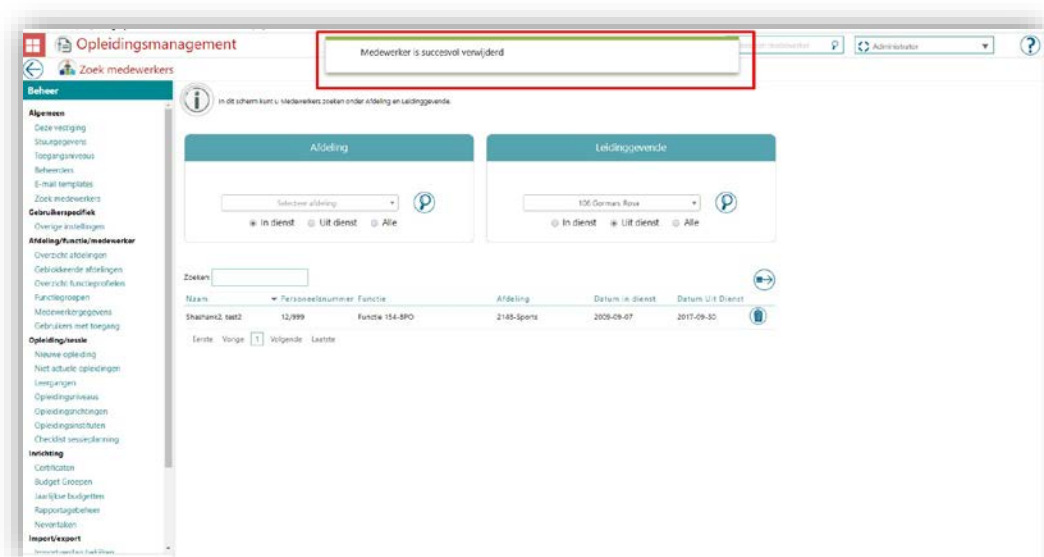 Opleidingsmanagement
Medewerker is succesvol verwijderd
Administrator
?
Zoek medewerkers
Beheer
In dit scherm kunt u Medewerkers zoeken onder Afdeling en Leidinggevende.
Algemeen
Deze vestiging
Stuurgegevens
Toegangsniveaus
Beheerders
E-mail templates
Zoek medewerkers
Gebruikerspecifiek
Overige instellingen
Afdeling/functie/medewerker
Overzicht afdelingen
Geblokkeerde afdelingen
Overzicht functieprofielen
Functiegroepen
Medewerkergegevens
Gebruikers met toegang
Opleiding/sessie
Nieuwe opleiding
Niet actuele opleidingen
Leergangen
Opleidingsniveaus
Opleidingsrichtingen
Opleidingsinstituten
Checklist sessieplanning
Inrichting
Certificaten
Budget Groepen
Jaarlijkse budgetten
Rapportagebeheer
Neventaken
Import/export
Afdeling
Selecteer afdeling
In dienst Uit dienst Alle
Leidinggevende
106 Gormars Rosa
In dienst Uit dienst Alle
Zoeken:
Naam Personeelsnummer Functie Afdeling Datum in dienst Datum Uit Dienst
test2 12/999 Functie 154-BPO 2148-Sports 2009-09-07 2017-09-30
Eerste Vorige 1 Volgende Laatste